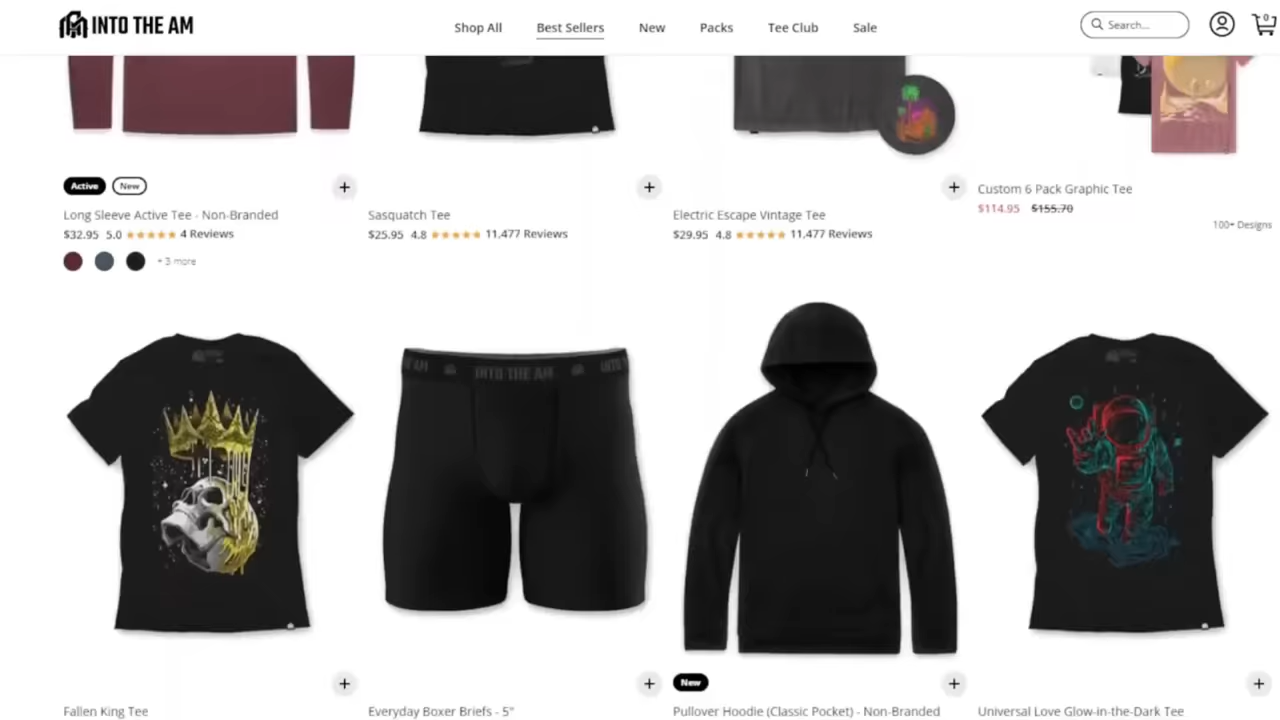 INTO THE AM
Shop All
Best Sellers
New
Packs
Tee Club
Sale
Search...
0
Active
New
+
+
+
Long Sleeve Active Tee - Non-Branded
$32.95 5.0 4 Reviews
+ 3 more
Sasquatch Tee
$25.95 4.8 11,477 Reviews
Electric Escape Vintage Tee
$29.95 4.8 11,477 Reviews
Custom 6 Pack Graphic Tee
$114.95 $155.70
100+ Designs
INTO THE AM
+
+
New
+
+
Fallen King Tee
Everyday Boxer Briefs - 5"
Pullover Hoodie (Classic Pocket) - Non-Branded
Universal Love Glow-in-the-Dark Tee